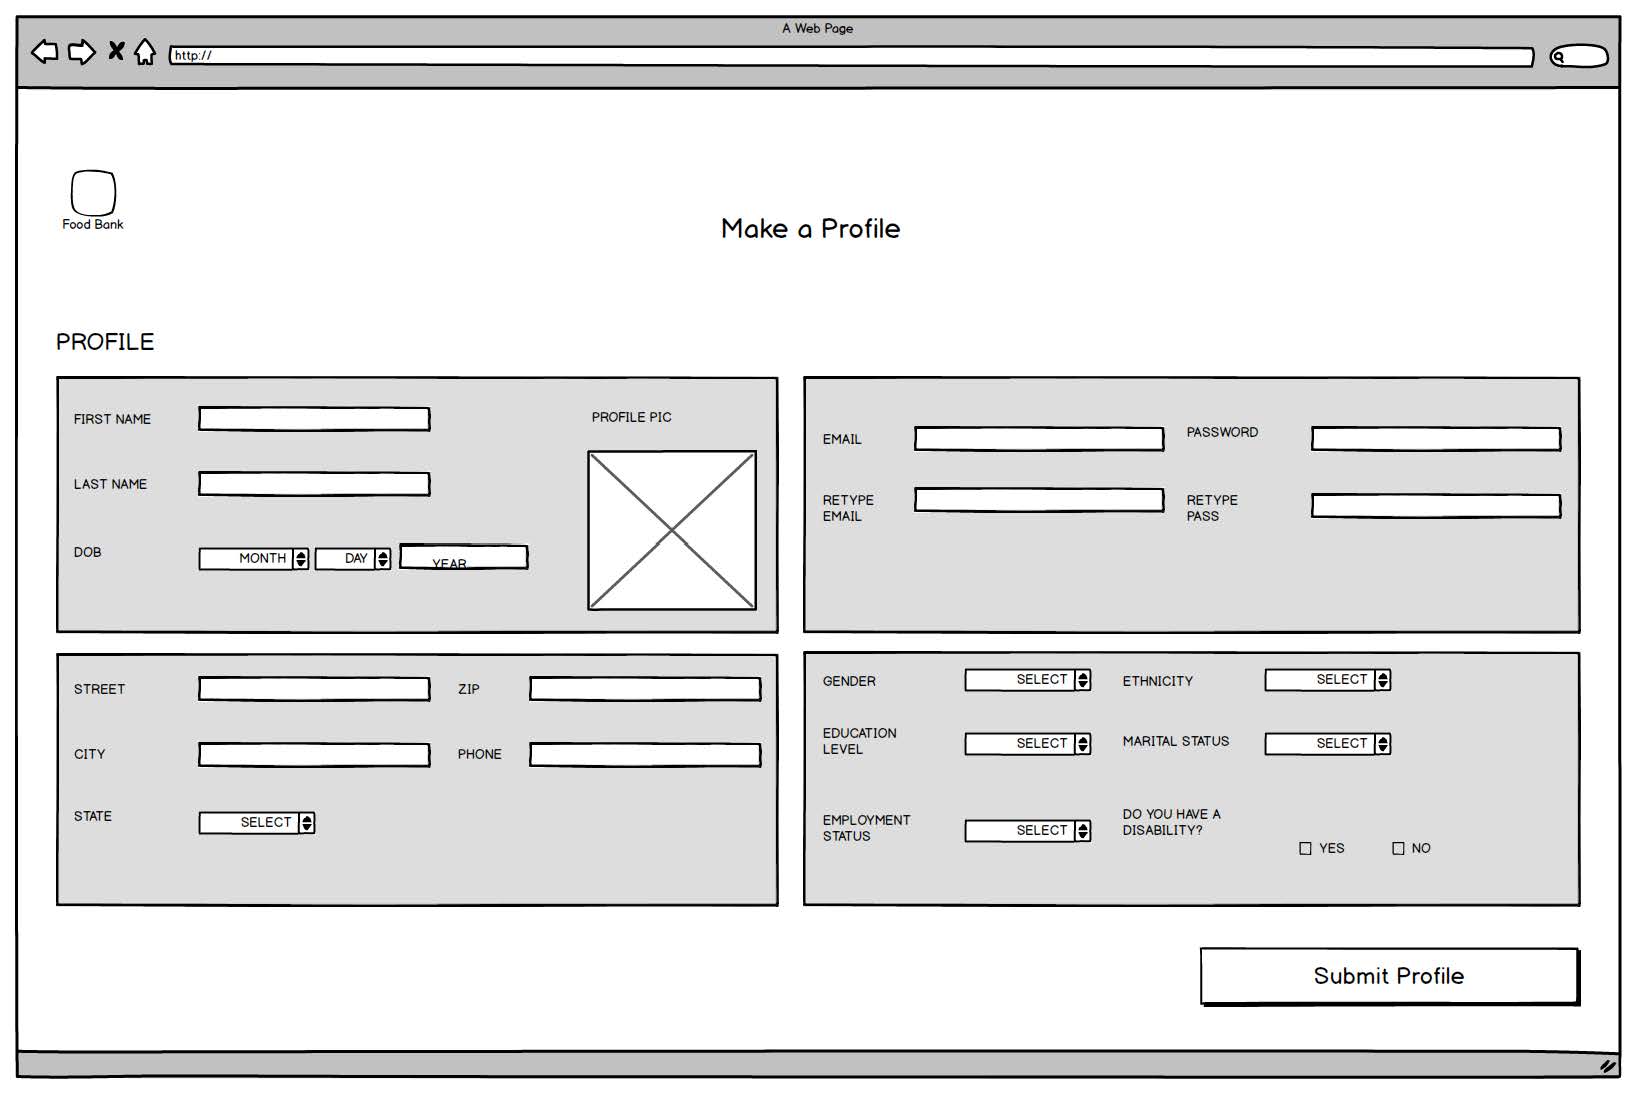 A Web Page
http://
Food Bank
Make a Profile
PROFILE
FIRST NAME
PROFILE PIC
LAST NAME
DOB
MONTH
DAY
YEAR
EMAIL
PASSWORD
RETYPE
EMAIL
RETYPE
PASS
STREET
ZIP
CITY
PHONE
STATE
SELECT
GENDER
SELECT
ETHNICITY
SELECT
EDUCATION
LEVEL
SELECT
MARITAL STATUS
SELECT
EMPLOYMENT
STATUS
SELECT
DO YOU HAVE A
DISABILITY?
YES
NO
Submit Profile